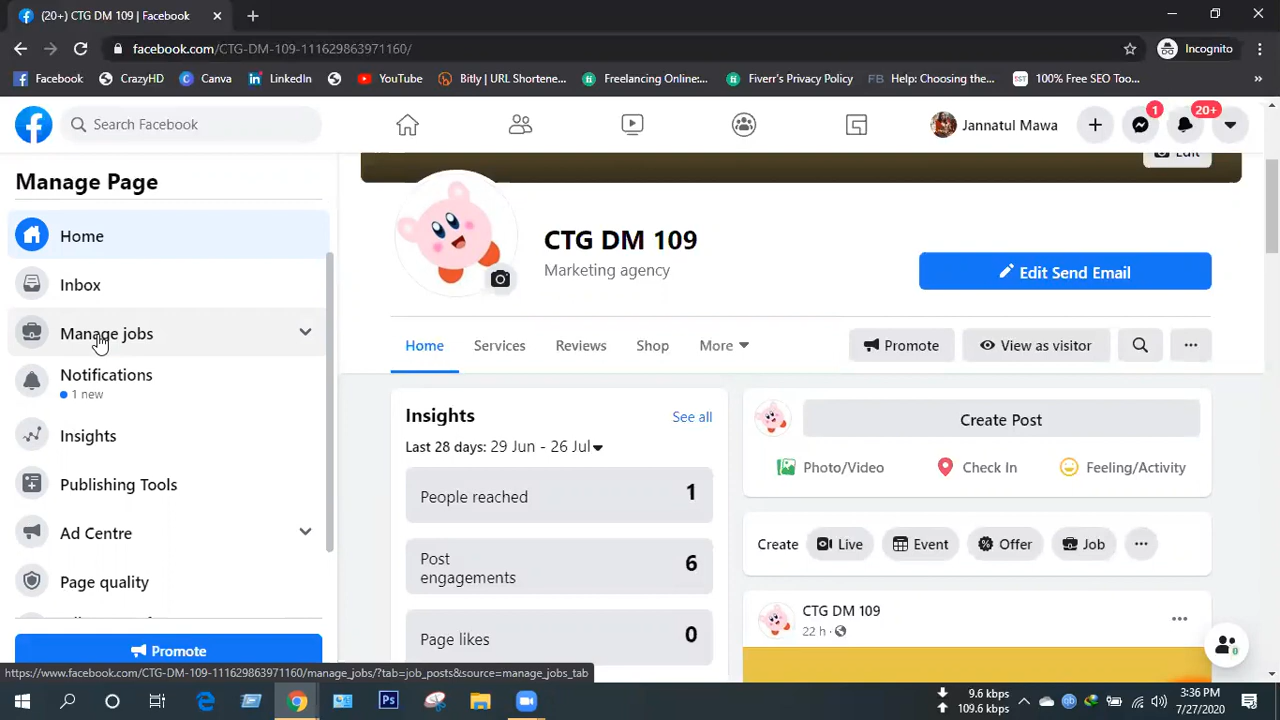 (20+) CTG DM 109 | Facebook
facebook.com/CTG-DM-109-111629863971160/
Incognito
Facebook
CrazyHD
Canva
LinkedIn
YouTube
Bitly | URL Shortene...
Freelancing Online:...
Fiverr's Privacy Policy
FB Help: Choosing the...
SST 100% Free SEO Too...
»
Search Facebook
Jannatul Mawa
1
20+
Manage Page
Home
Inbox
Manage jobs
Notifications
1 new
Insights
Publishing Tools
Ad Centre
Page quality
Promote
Edit
CTG DM 109
Marketing agency
Edit Send Email
Home
Services
Reviews
Shop
More
Promote
View as visitor
Insights
See all
Last 28 days: 29 Jun - 26 Jul
People reached
1
Post
engagements
6
Page likes
0
Create Post
Photo/Video
Check In
Feeling/Activity
Create
Live
Event
Offer
Job
CTG DM 109
22 h
https://www.facebook.com/CTG-DM-109-111629863971160/manage_jobs/?tab=job_posts&source=manage_jobs_tab
9.6 kbps
109.6 kbps
3:36 PM
7/27/2020